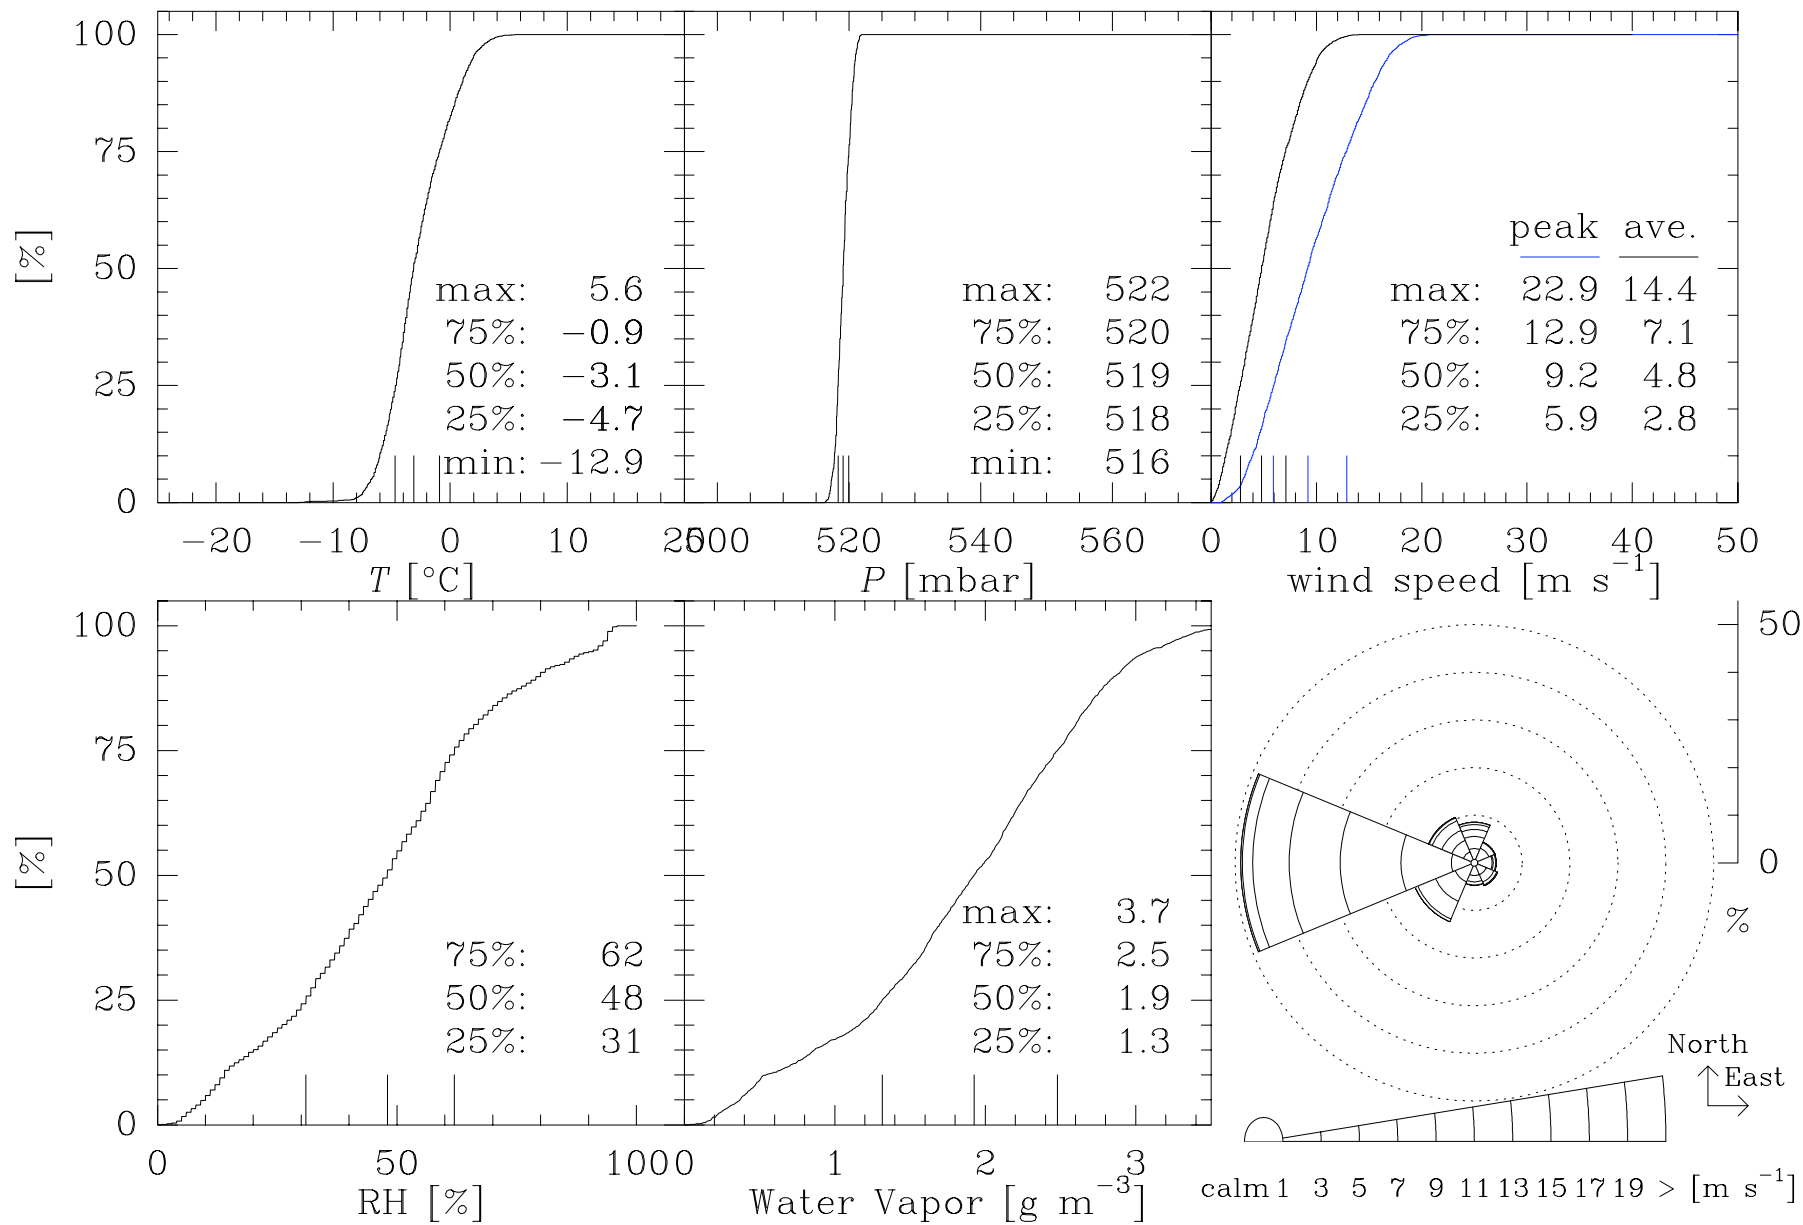 100
75
50
25
0
[%]
max: 5.6
75%: −0.9
50%: −3.1
25%: −4.7
min: −12.9
−20 −10 0 10 20
T [°C]
max: 522
75%: 520
50%: 519
25%: 518
min: 516
500 520 540 560
P [mbar]
peak ave.
max: 22.9 14.4
75%: 12.9 7.1
50%: 9.2 4.8
25%: 5.9 2.8
0 10 20 30 40 50
wind speed [m s⁻¹]
100
75
50
25
0
[%]
75%: 62
50%: 48
25%: 31
0 50 100
RH [%]
max: 3.7
75%: 2.5
50%: 1.9
25%: 1.3
0 1 2 3
Water Vapor [g m⁻³]
50
0
%
North
East
calm 1 3 5 7 9 11 13 15 17 19 > [m s⁻¹]